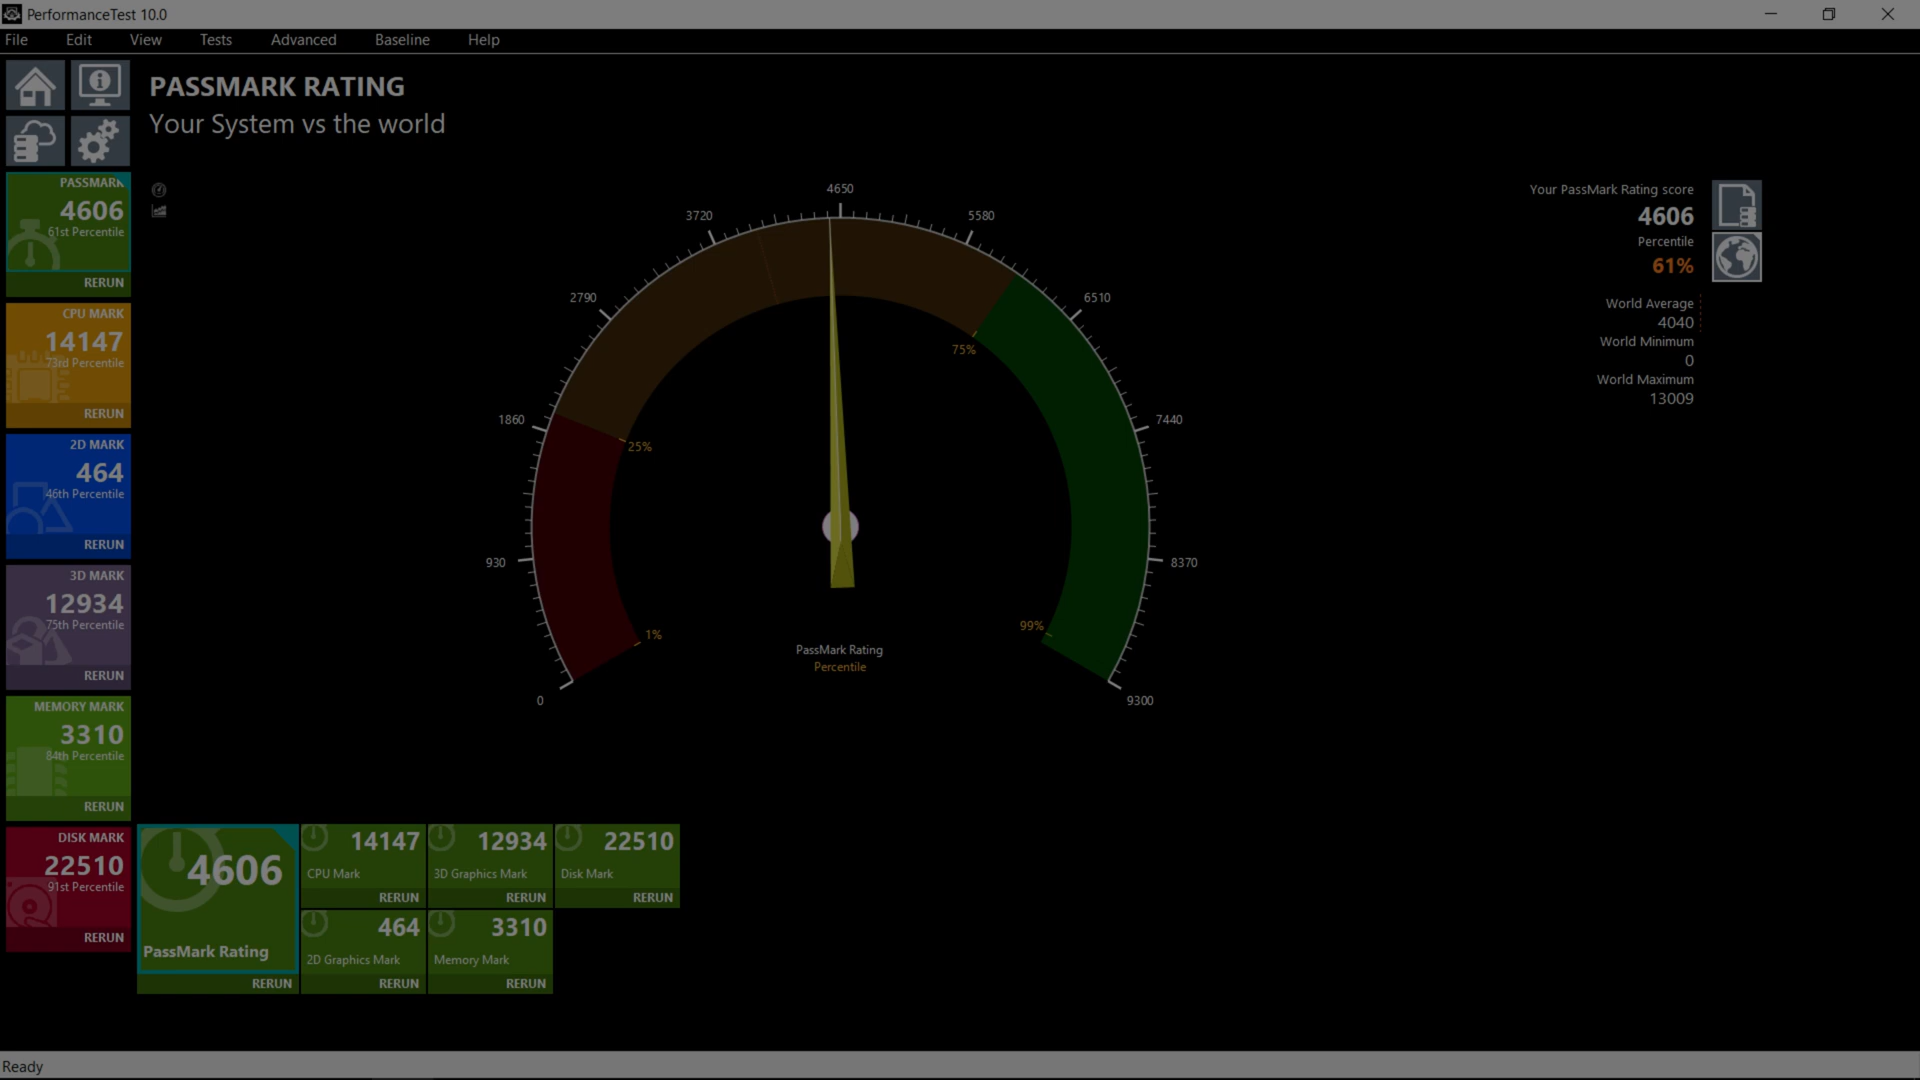 PerformanceTest 10.0
File Edit View Tests Advanced Baseline Help
PASSMARK RATING
Your System vs the world
PASSMARK
4606
61st Percentile
RERUN
CPU MARK
14147
73rd Percentile
RERUN
2D MARK
464
46th Percentile
RERUN
3D MARK
12934
75th Percentile
RERUN
MEMORY MARK
3310
84th Percentile
RERUN
DISK MARK
22510
91st Percentile
RERUN
0
930
1860
2790
3720
4650
5580
6510
7440
8370
9300
1%
25%
75%
99%
PassMark Rating
Percentile
Your PassMark Rating score
4606
Percentile
61%
World Average
4040
World Minimum
0
World Maximum
13009
4606
PassMark Rating
RERUN
14147
CPU Mark
RERUN
12934
3D Graphics Mark
RERUN
22510
Disk Mark
RERUN
464
2D Graphics Mark
RERUN
3310
Memory Mark
RERUN
Ready